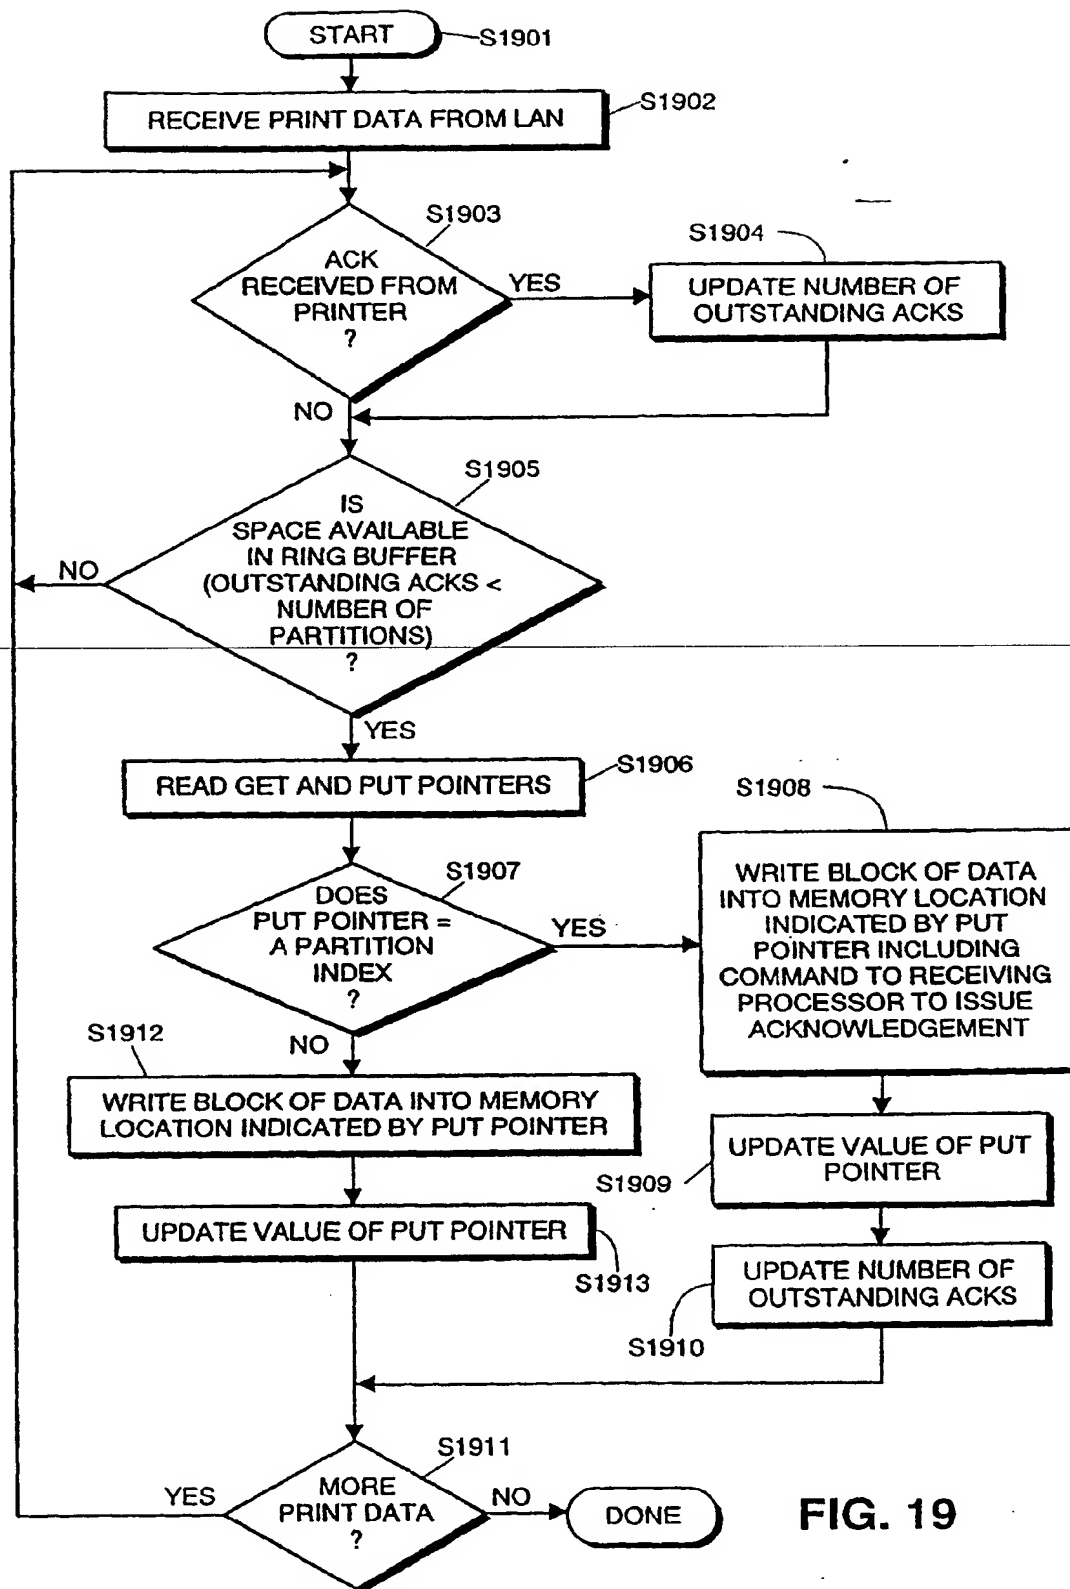 START
S1901
RECEIVE PRINT DATA FROM LAN
S1902
S1903
ACK
RECEIVED FROM
PRINTER
?
YES
S1904
UPDATE NUMBER OF
OUTSTANDING ACKS
NO
S1905
IS
SPACE AVAILABLE
IN RING BUFFER
(OUTSTANDING ACKS <
NUMBER OF
PARTITIONS)
?
NO
YES
READ GET AND PUT POINTERS
S1906
S1907
DOES
PUT POINTER =
A PARTITION
INDEX
?
YES
S1908
WRITE BLOCK OF DATA
INTO MEMORY LOCATION
INDICATED BY PUT
POINTER INCLUDING
COMMAND TO RECEIVING
PROCESSOR TO ISSUE
ACKNOWLEDGEMENT
NO
S1912
WRITE BLOCK OF DATA INTO MEMORY
LOCATION INDICATED BY PUT POINTER
UPDATE VALUE OF PUT
POINTER
S1909
UPDATE VALUE OF PUT POINTER
S1913
UPDATE NUMBER OF
OUTSTANDING ACKS
S1910
S1911
MORE
PRINT DATA
?
YES
NO
DONE
FIG. 19